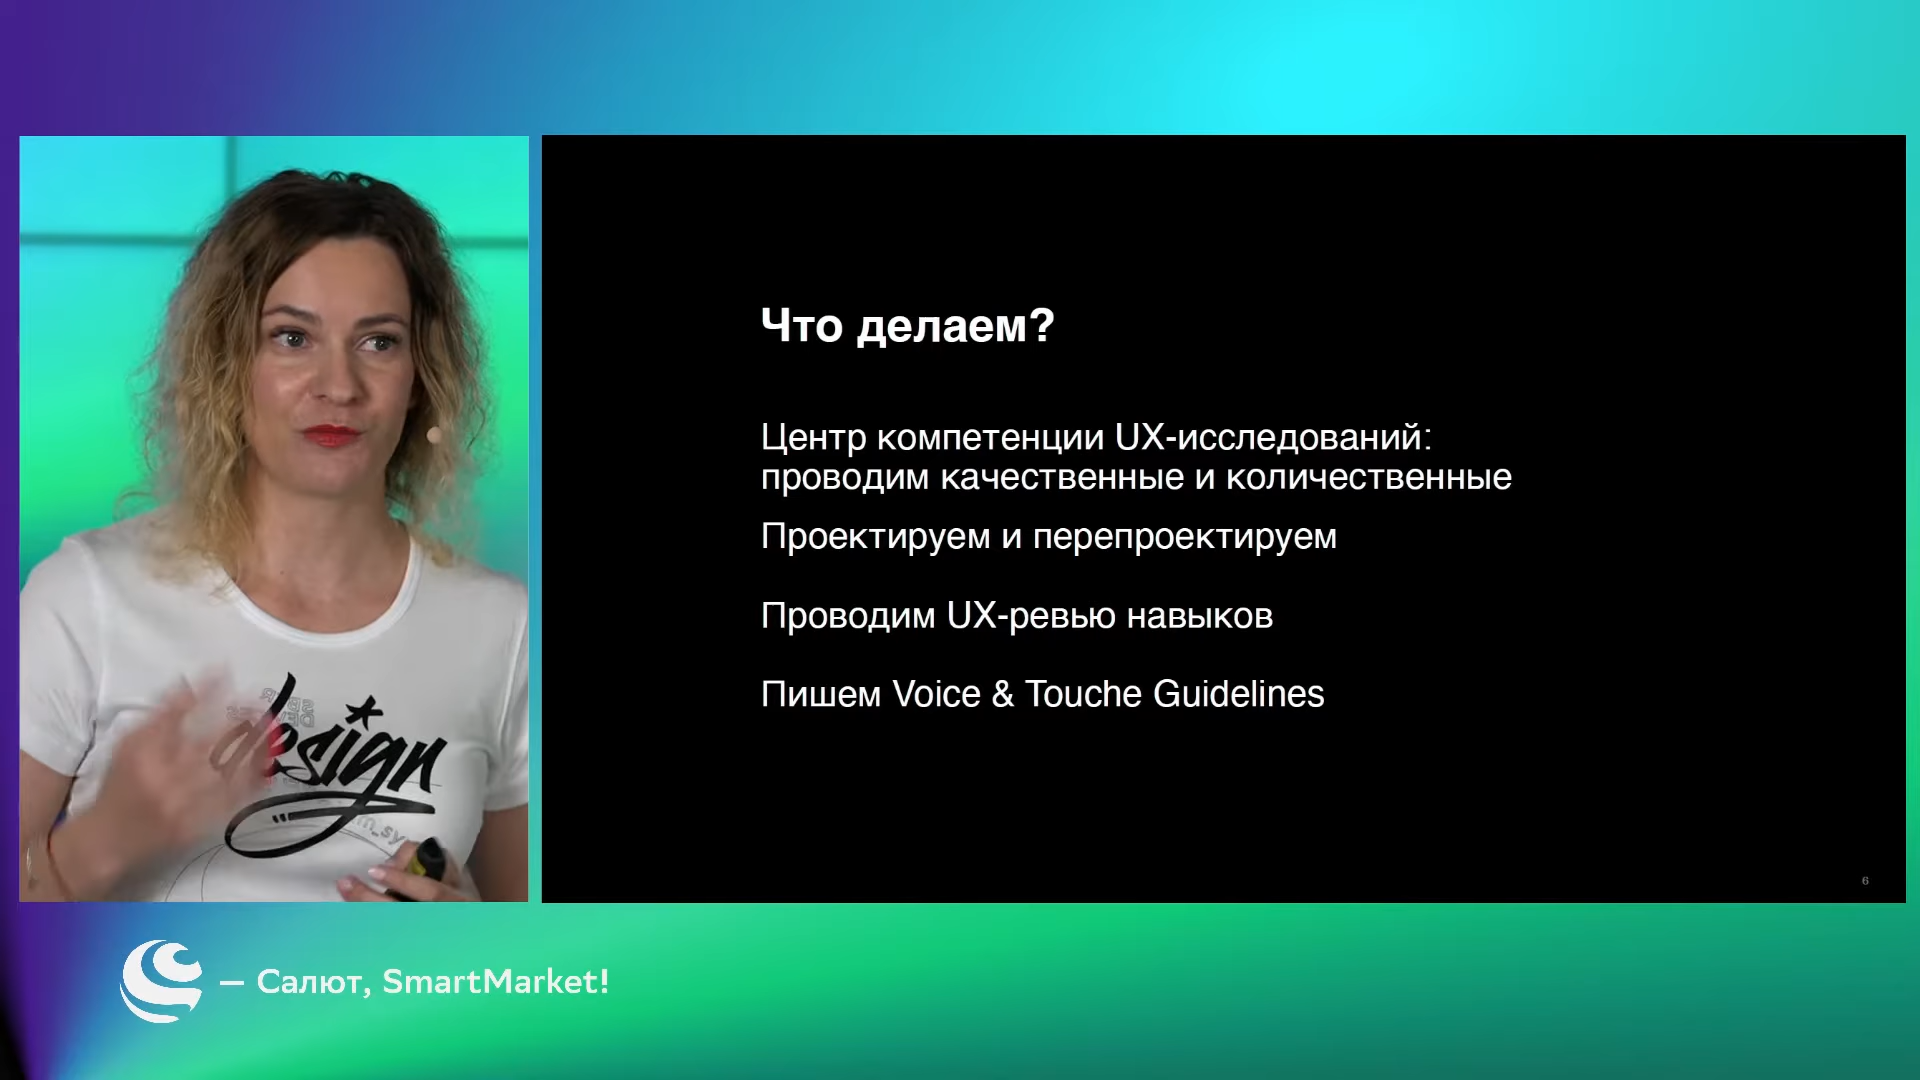 Что делаем?
Центр компетенции UX-исследований:
проводим качественные и количественные
Проектируем и перепроектируем
Проводим UX-ревью навыков
Пишем Voice & Touche Guidelines
6
design
— Салют, SmartMarket!